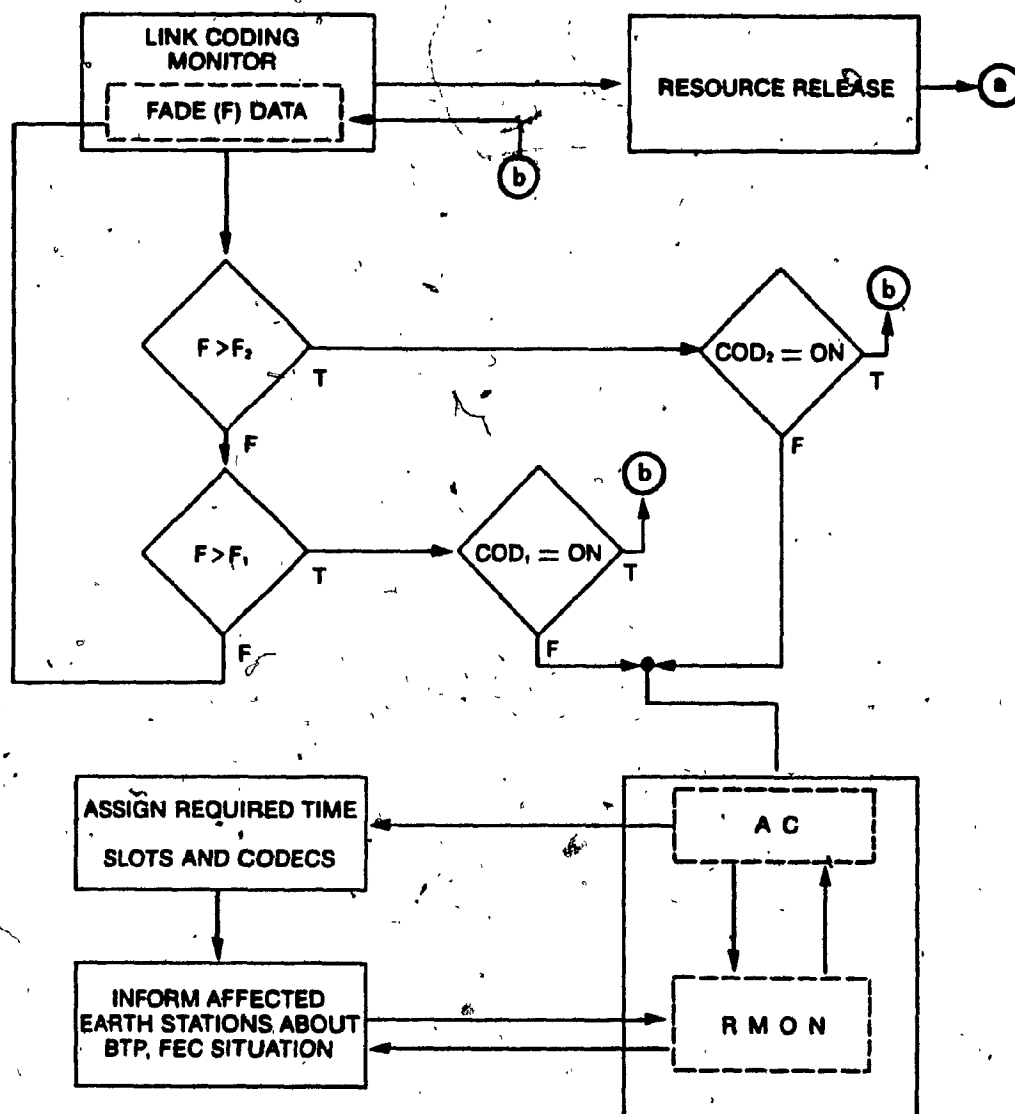 LINK CODING
MONITOR
FADE (F) DATA
RESOURCE RELEASE
a
b
F > F₂
T
F
COD₂ = ON
T
F
b
F > F₁
T
F
COD₁ = ON
T
F
b
ASSIGN REQUIRED TIME
SLOTS AND CODECS
A C
INFORM AFFECTED
EARTH STATIONS ABOUT
BTP, FEC SITUATION
R M O N